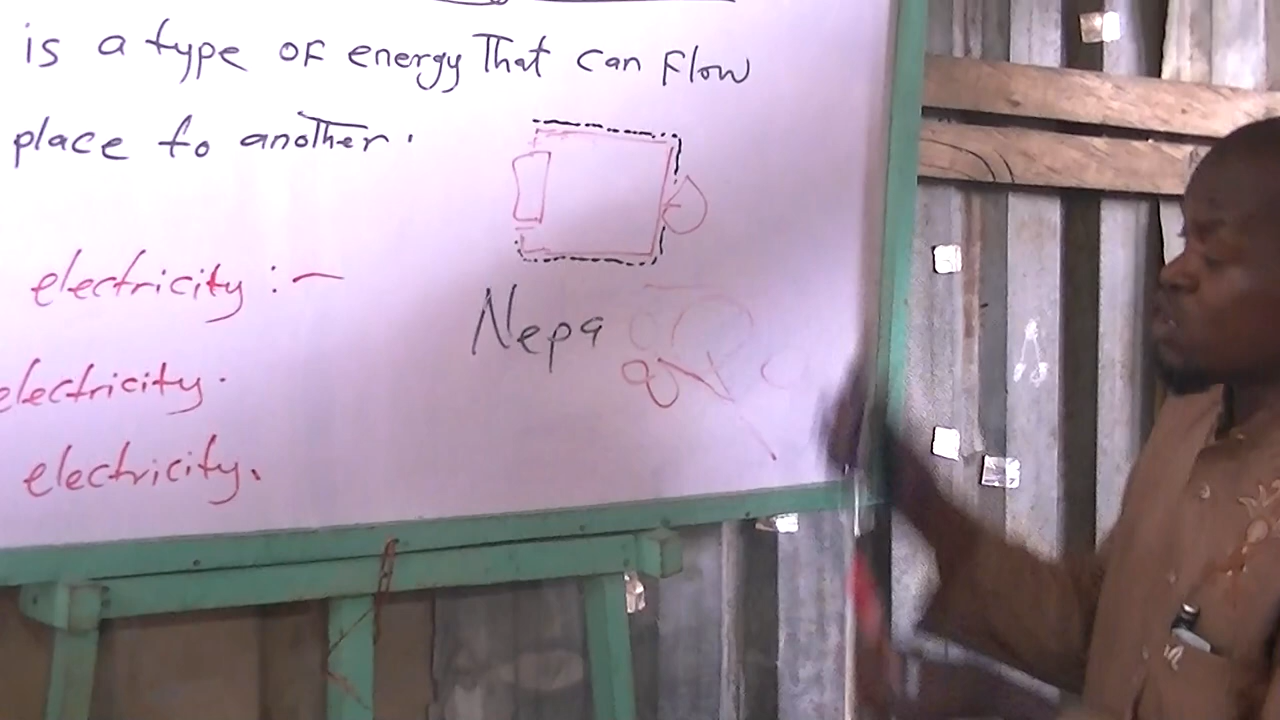 is a type OF energy That can Flow
place to another.
electricity :-
Nepa
electricity.
electricity.